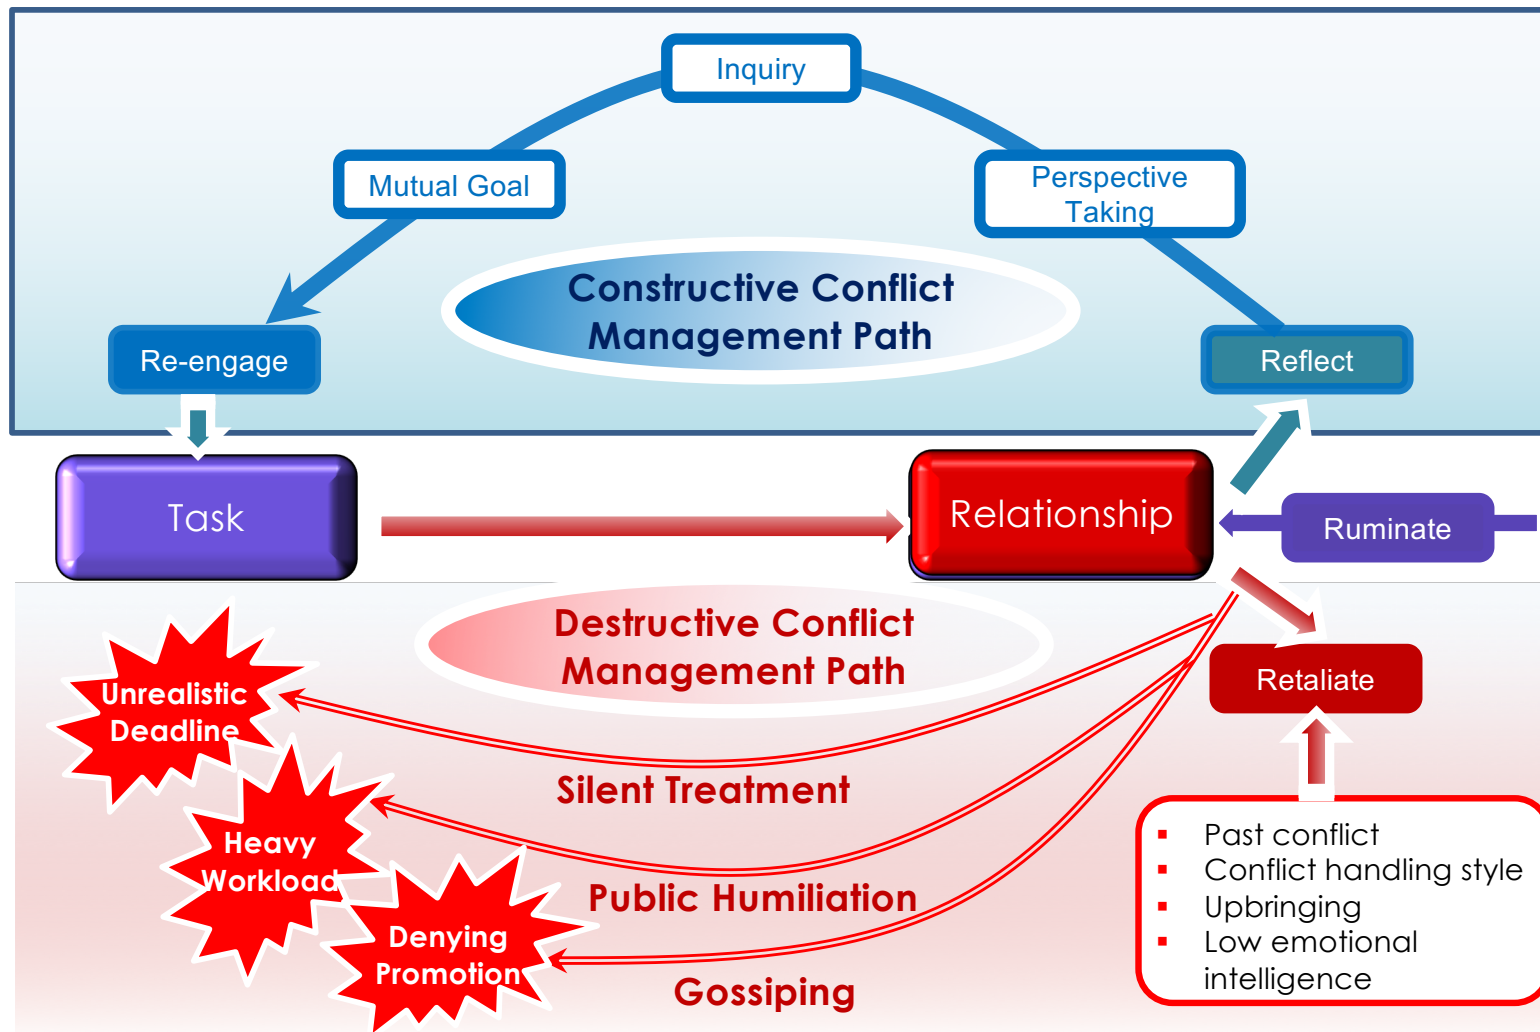 Inquiry
Mutual Goal
Perspective
Taking
Constructive Conflict
Management Path
Re-engage
Reflect
Task
Relationship
Ruminate
Destructive Conflict
Management Path
Retaliate
Unrealistic
Deadline
Silent Treatment
Heavy
Workload
Public Humiliation
Denying
Promotion
Gossiping
▪ Past conflict
▪ Conflict handling style
▪ Upbringing
▪ Low emotional
intelligence